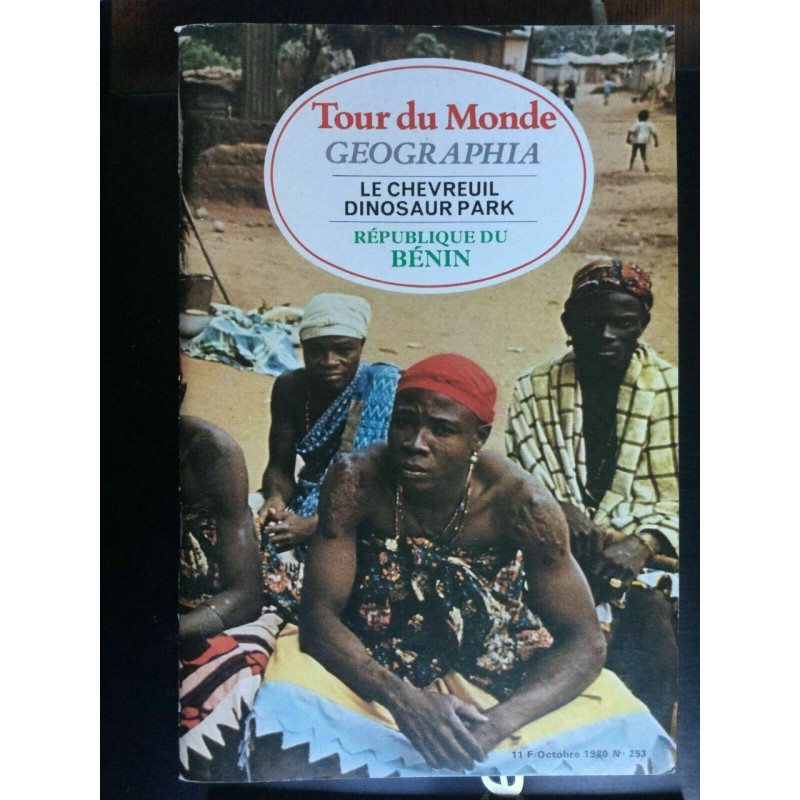 Tour du Monde
GEOGRAPHIA
LE CHEVREUIL
DINOSAUR PARK
RÉPUBLIQUE DU
BÉNIN
11 F/Octobre 1980 N° 253